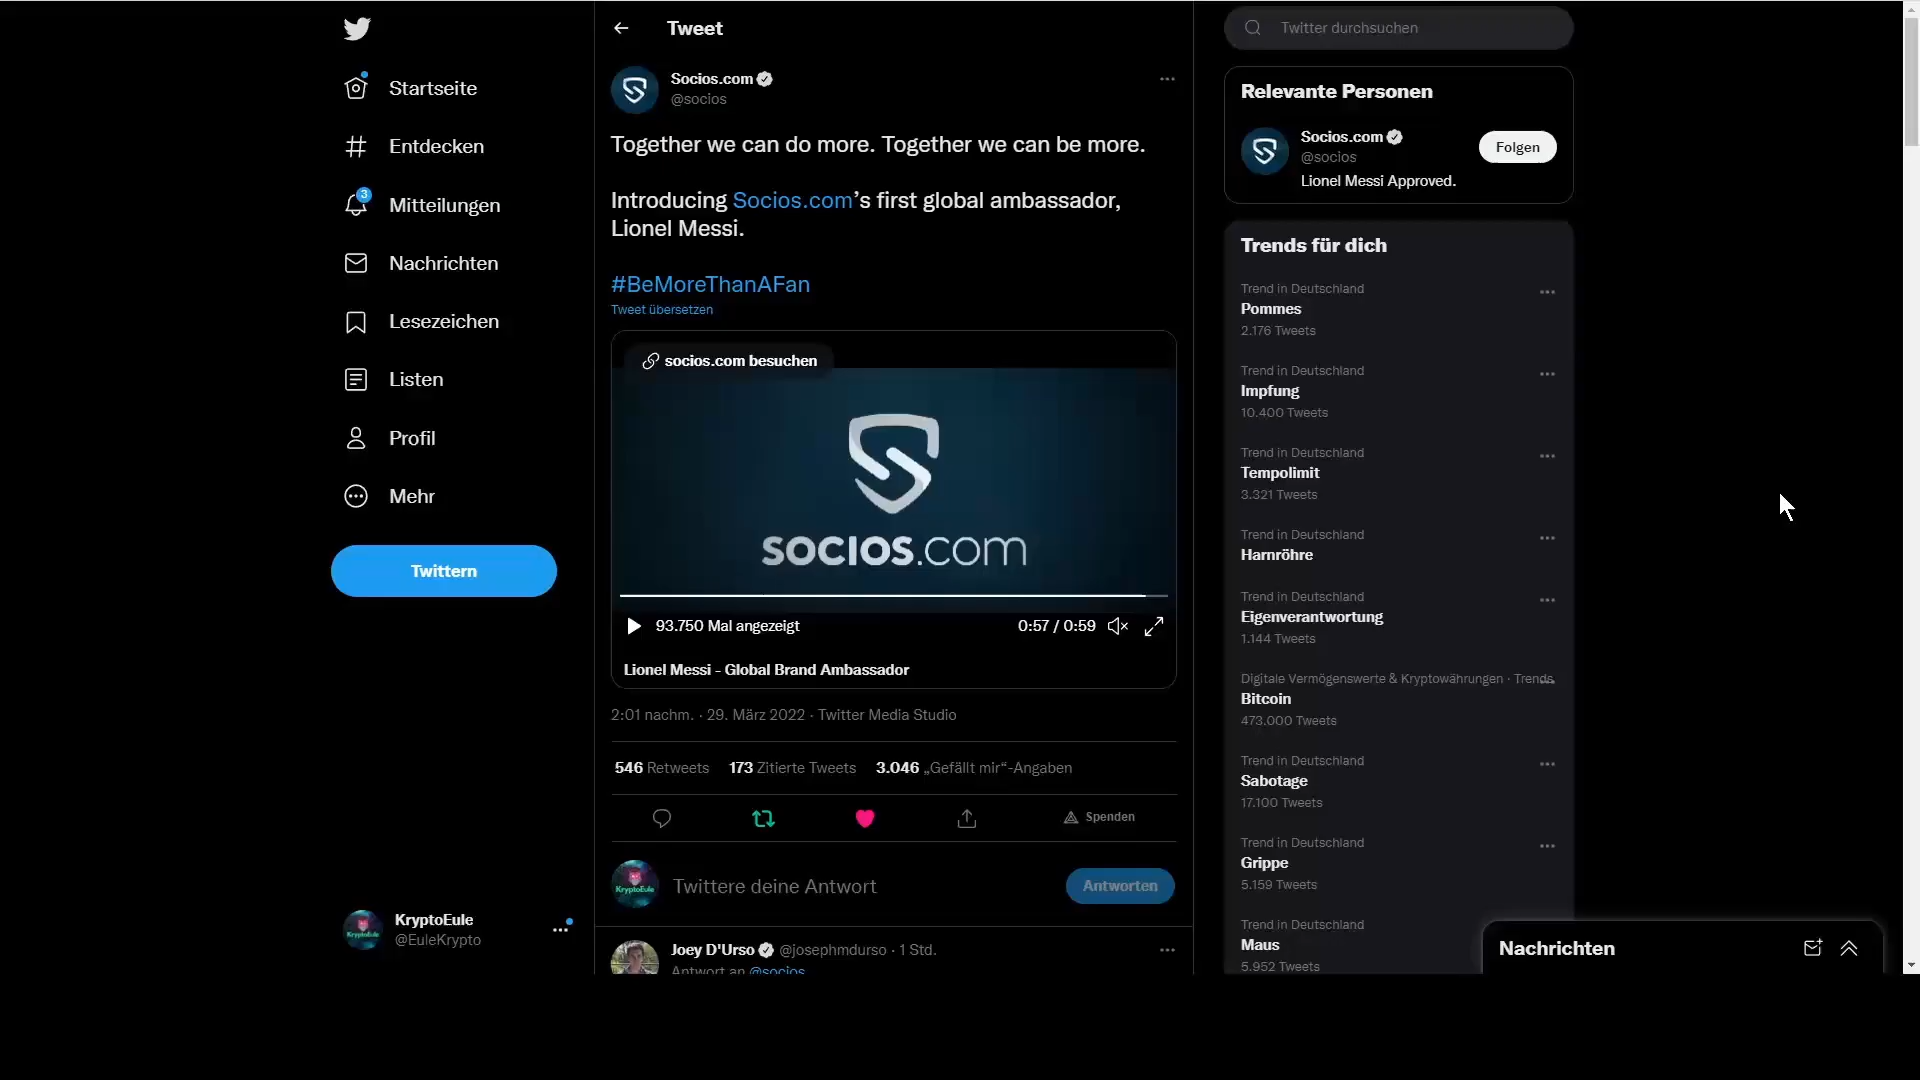 Startseite
Entdecken
3
Mitteilungen
Nachrichten
Lesezeichen
Listen
Profil
Mehr
Twittern
KryptoEule
@EuleKrypto
Tweet
Socios.com
@socios
Together we can do more. Together we can be more.
Introducing Socios.com’s first global ambassador,
Lionel Messi.
#BeMoreThanAFan
Tweet übersetzen
socios.com besuchen
socios.com
93.750 Mal angezeigt
0:57 / 0:59
Lionel Messi - Global Brand Ambassador
2:01 nachm. · 29. März 2022 · Twitter Media Studio
546 Retweets 173 Zitierte Tweets 3.046 „Gefällt mir“-Angaben
Spenden
KryptoEule
Twittere deine Antwort
Antworten
Joey D'Urso @josephmdurso · 1 Std.
Antwort an @socios
Twitter durchsuchen
Relevante Personen
Socios.com
@socios
Folgen
Lionel Messi Approved.
Trends für dich
Trend in Deutschland
Pommes
2.176 Tweets
Trend in Deutschland
Impfung
10.400 Tweets
Trend in Deutschland
Tempolimit
3.321 Tweets
Trend in Deutschland
Harnröhre
Trend in Deutschland
Eigenverantwortung
1.144 Tweets
Digitale Vermögenswerte & Kryptowährungen · Trends
Bitcoin
473.000 Tweets
Trend in Deutschland
Sabotage
17.100 Tweets
Trend in Deutschland
Grippe
5.159 Tweets
Trend in Deutschland
Maus
5.952 Tweets
Nachrichten